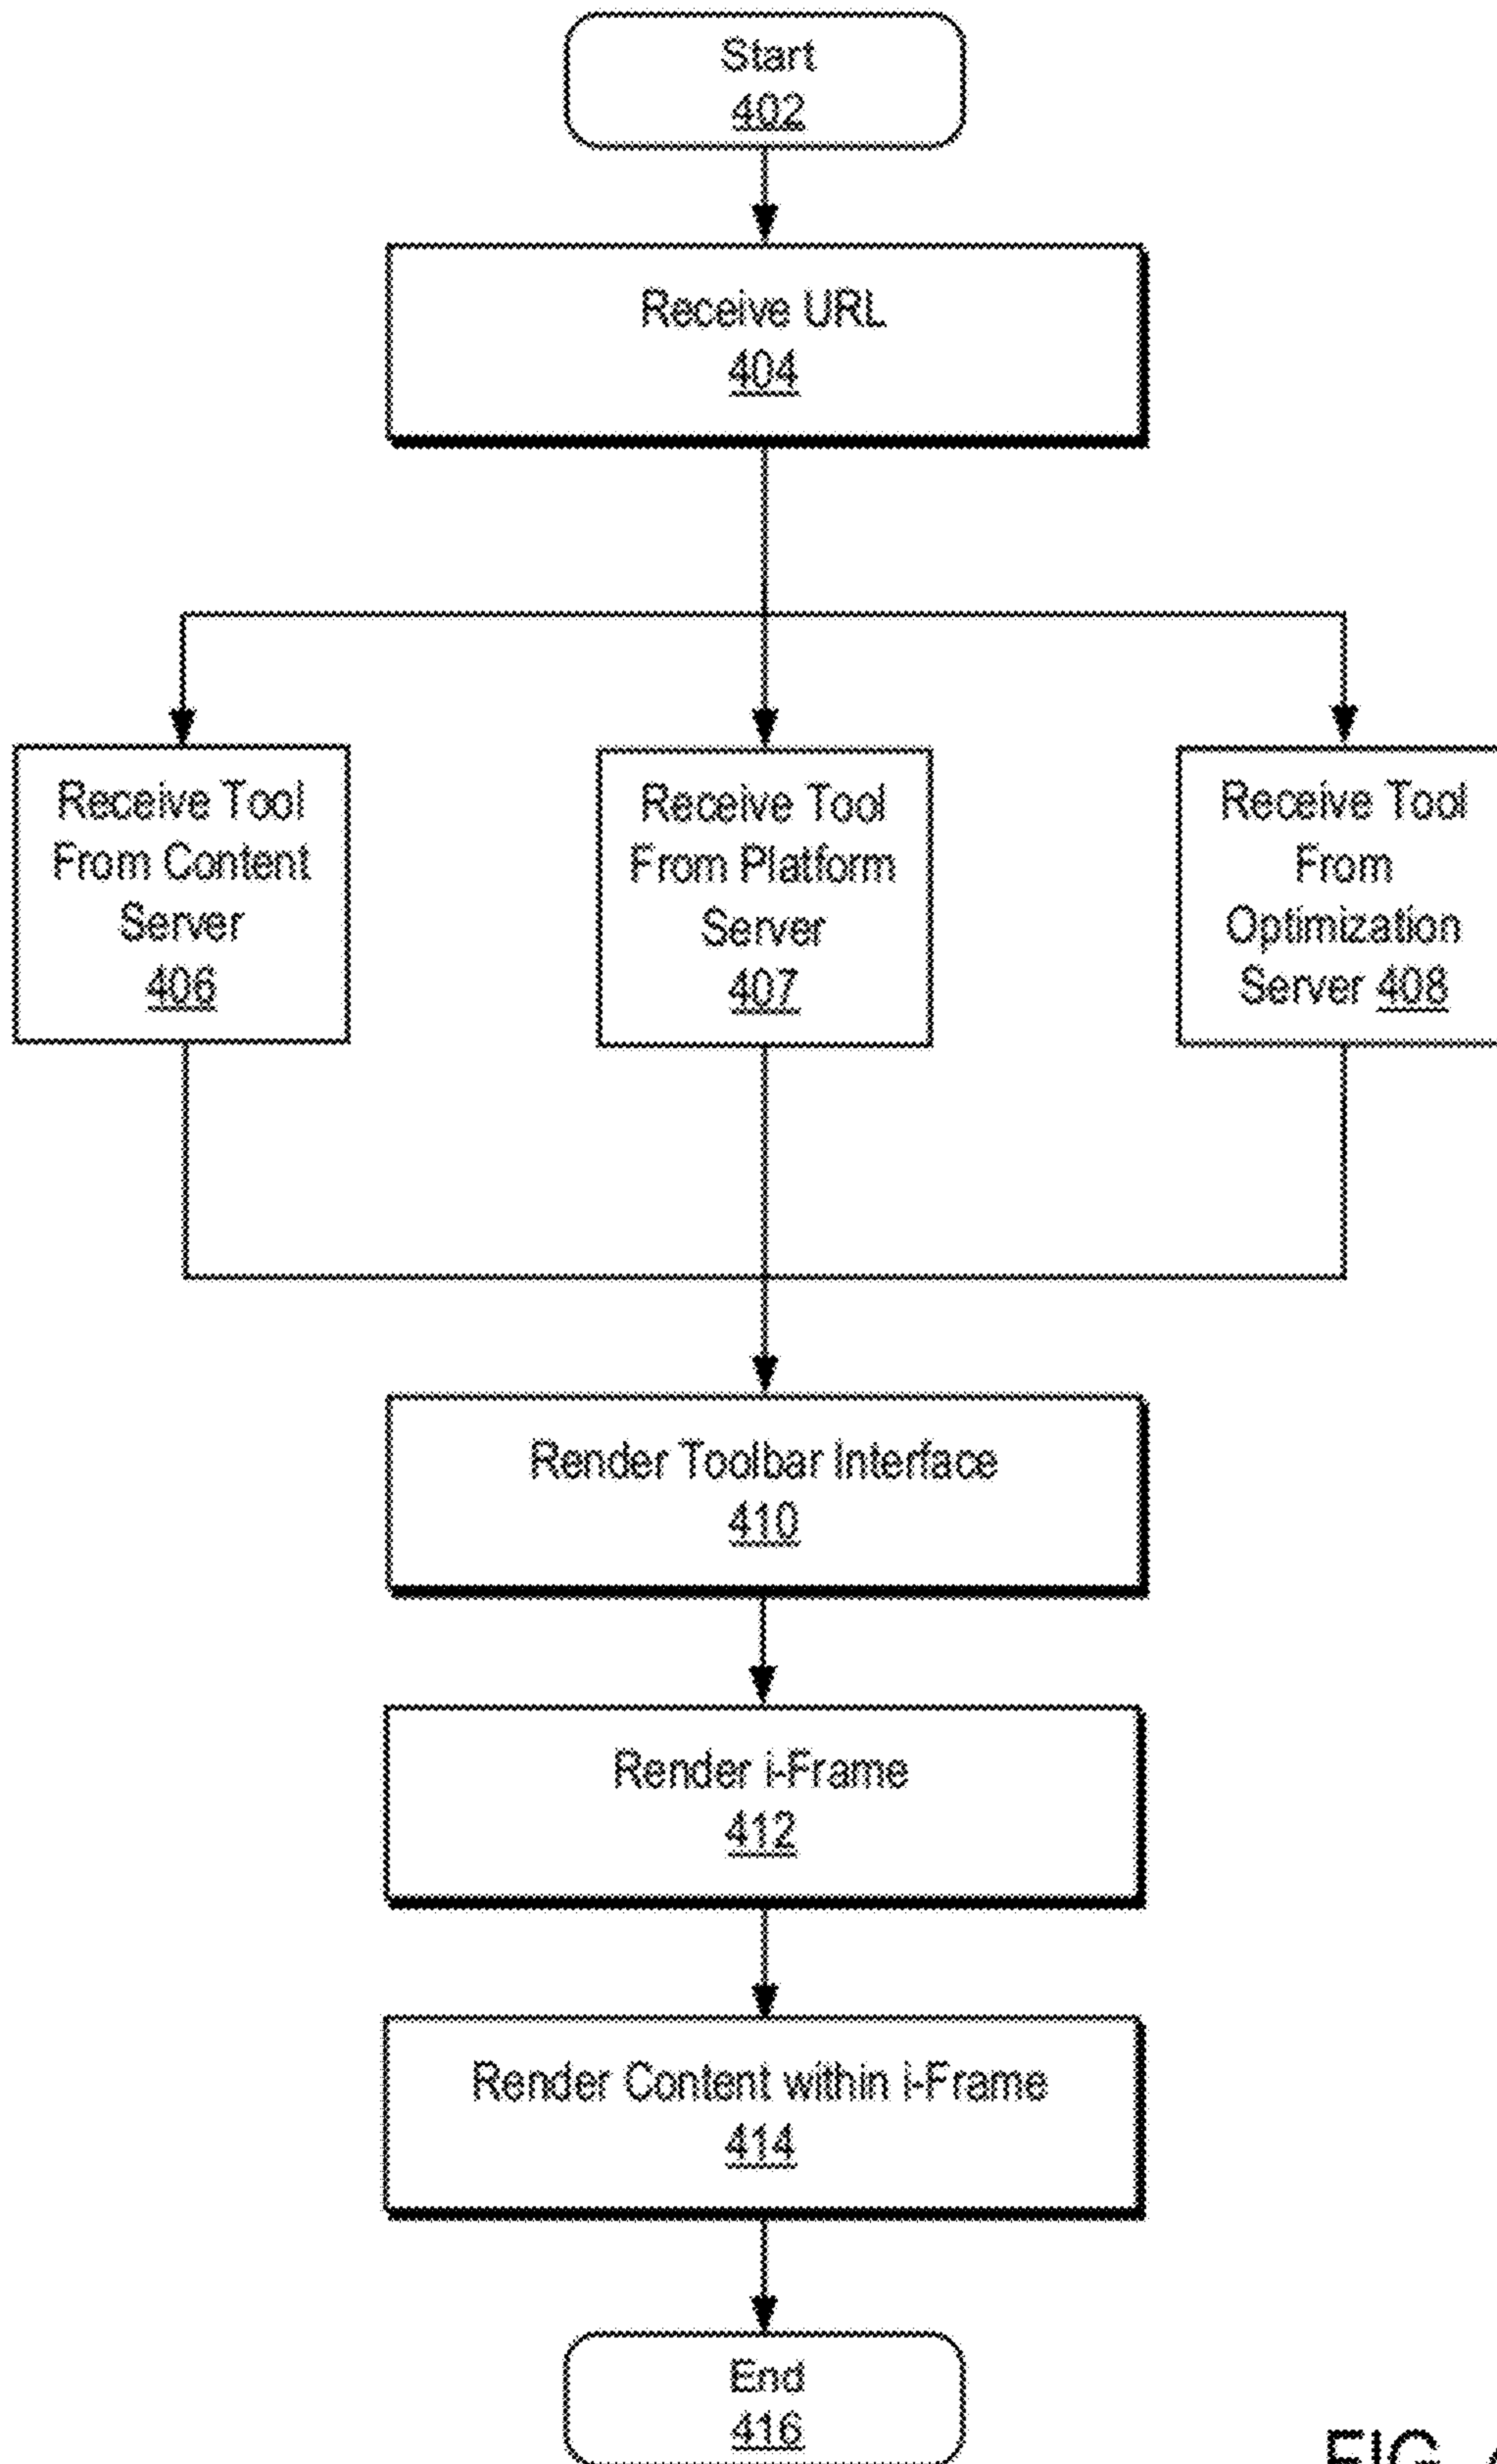 Start
402
Receive URL
404
Receive Tool
From Content
Server
406
Receive Tool
From Platform
Server
407
Receive Tool
From
Optimization
Server 408
Render Toolbar Interface
410
Render i-Frame
412
Render Content within i-Frame
414
End
416
FIG.